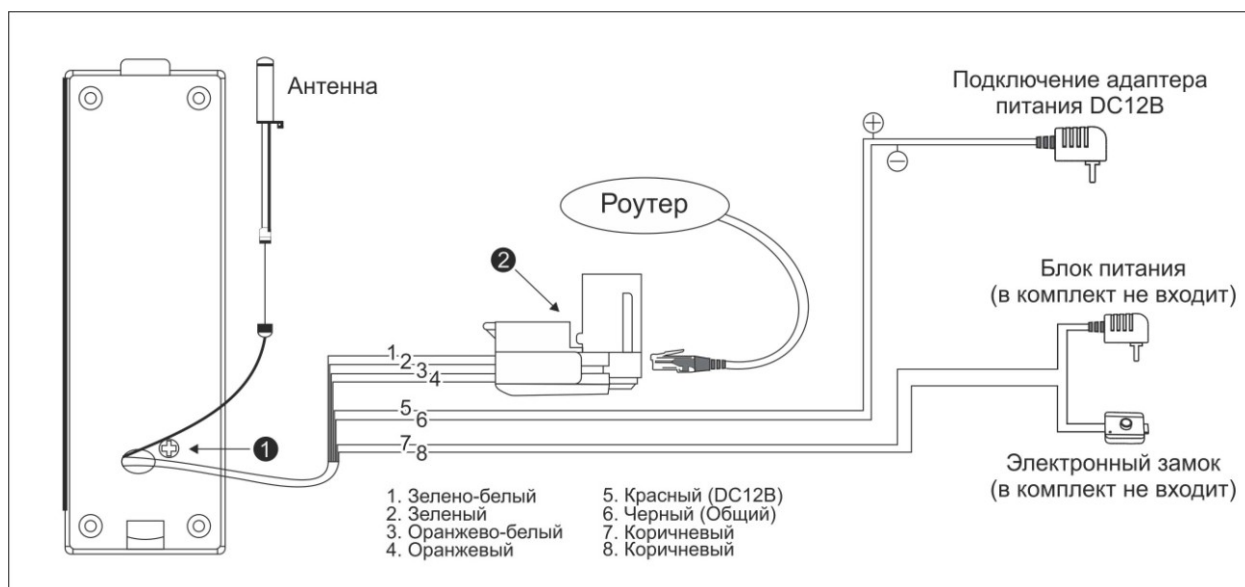 Антенна
Подключение адаптера
питания DC12В
+
−
Роутер
2
Блок питания
(в комплект не входит)
1
2
3
4
5
6
7
8
1
Электронный замок
(в комплект не входит)
1. Зелено-белый
2. Зеленый
3. Оранжево-белый
4. Оранжевый
5. Красный (DC12В)
6. Черный (Общий)
7. Коричневый
8. Коричневый